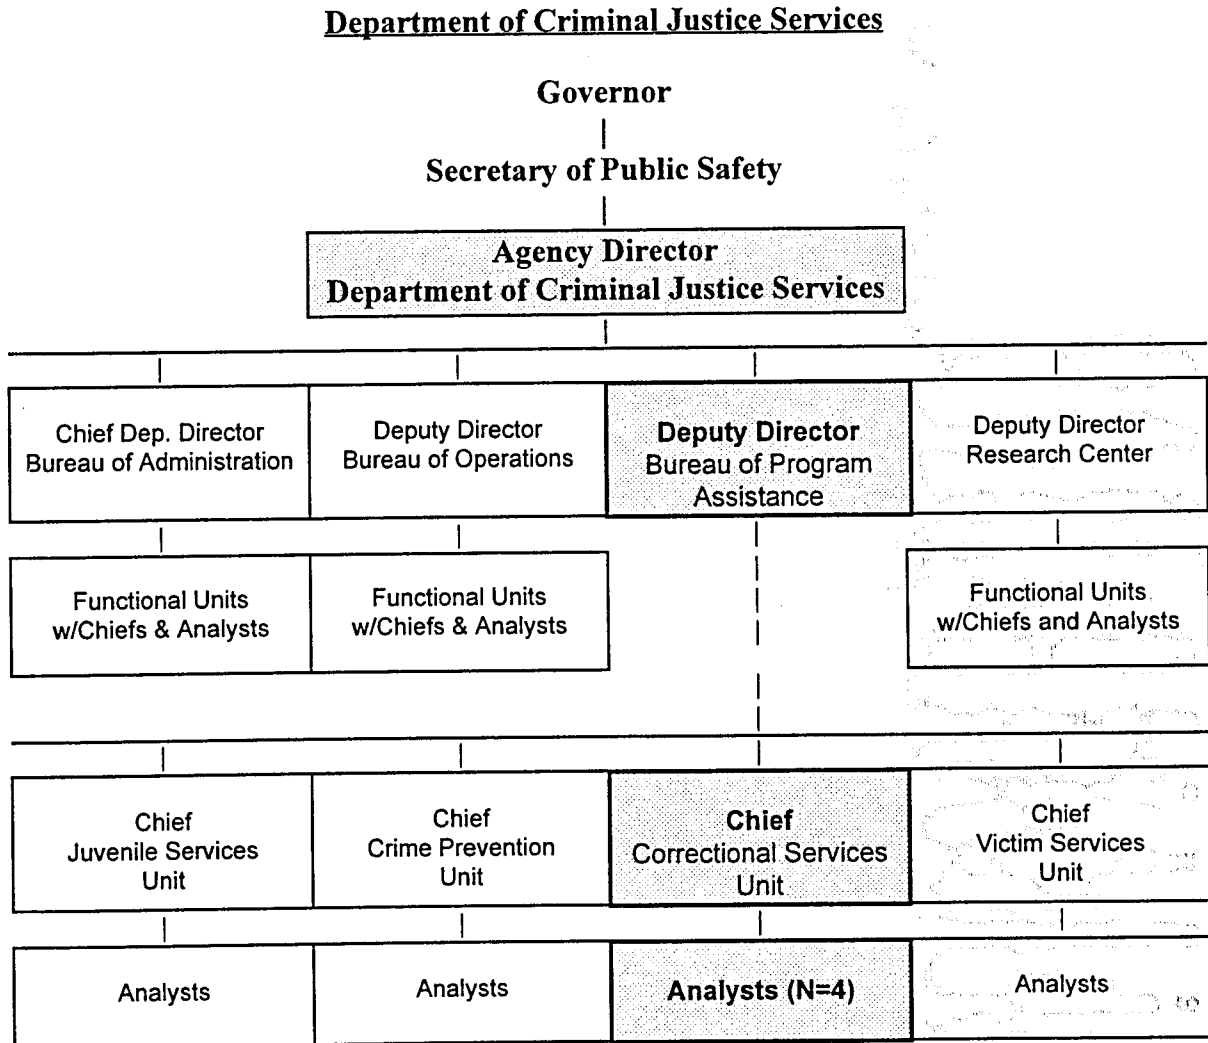 Department of Criminal Justice Services
Governor
Secretary of Public Safety
Agency Director
Department of Criminal Justice Services
Chief Dep. Director
Bureau of Administration
Deputy Director
Bureau of Operations
Deputy Director
Bureau of Program
Assistance
Deputy Director
Research Center
Functional Units
w/Chiefs & Analysts
Functional Units
w/Chiefs & Analysts
Functional Units
w/Chiefs and Analysts
Chief
Juvenile Services
Unit
Chief
Crime Prevention
Unit
Chief
Correctional Services
Unit
Chief
Victim Services
Unit
Analysts
Analysts
Analysts (N=4)
Analysts